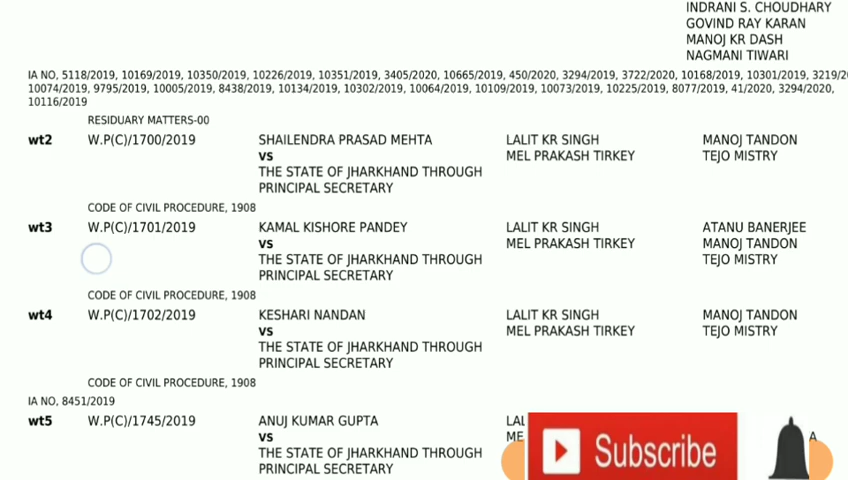 INDRANI S. CHOUDHARY
GOVIND RAY KARAN
MANOJ KR DASH
NAGMANI TIWARI
IA NO, 5118/2019, 10169/2019, 10350/2019, 10226/2019, 10351/2019, 3405/2020, 10665/2019, 450/2020, 3294/2019, 3722/2020, 10168/2019, 10301/2019,
10074/2019, 9795/2019, 10005/2019, 8438/2019, 10134/2019, 10302/2019, 10064/2019, 10109/2019, 10073/2019, 10225/2019, 8077/2019, 41/2020, 3294/2020,
10116/2019
RESIDUARY MATTERS-00
wt2 W.P(C)/1700/2019 SHAILENDRA PRASAD MEHTA LALIT KR SINGH MANOJ TANDON
VS MEL PRAKASH TIRKEY TEJO MISTRY
THE STATE OF JHARKHAND THROUGH
PRINCIPAL SECRETARY
CODE OF CIVIL PROCEDURE, 1908
wt3 W.P(C)/1701/2019 KAMAL KISHORE PANDEY LALIT KR SINGH ATANU BANERJEE
VS MEL PRAKASH TIRKEY MANOJ TANDON
THE STATE OF JHARKHAND THROUGH TEJO MISTRY
PRINCIPAL SECRETARY
CODE OF CIVIL PROCEDURE, 1908
wt4 W.P(C)/1702/2019 KESHARI NANDAN LALIT KR SINGH MANOJ TANDON
VS MEL PRAKASH TIRKEY TEJO MISTRY
THE STATE OF JHARKHAND THROUGH
PRINCIPAL SECRETARY
CODE OF CIVIL PROCEDURE, 1908
IA NO, 8451/2019
wt5 W.P(C)/1745/2019 ANUJ KUMAR GUPTA
VS
THE STATE OF JHARKHAND THROUGH
PRINCIPAL SECRETARY
Subscribe